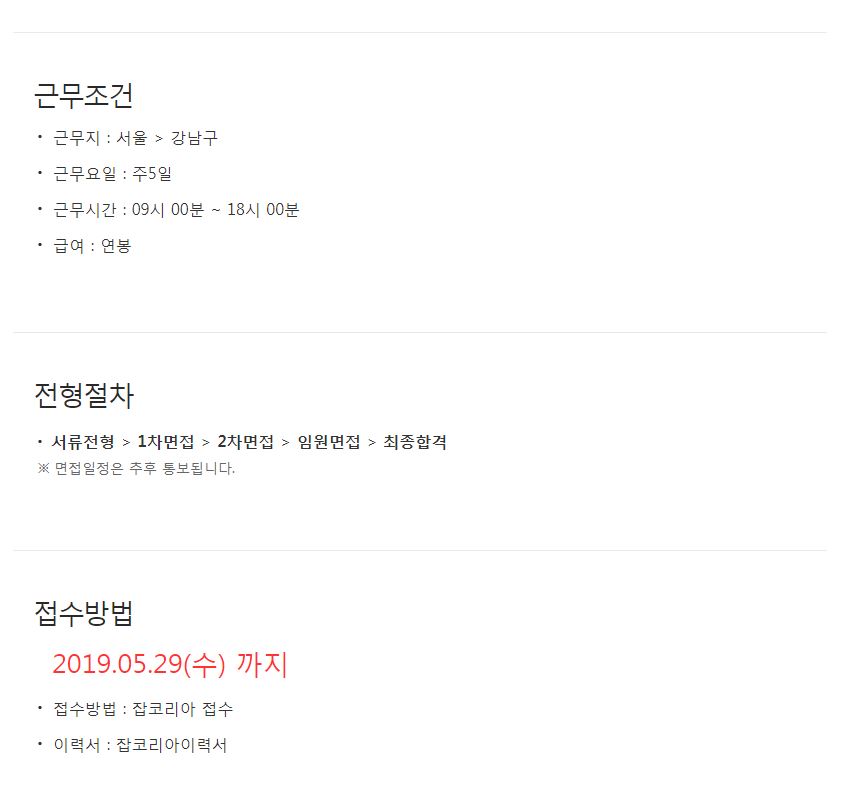 근무조건
• 근무지 : 서울 > 강남구
• 근무요일 : 주5일
• 근무시간 : 09시 00분 ~ 18시 00분
• 급여 : 연봉
전형절차
• 서류전형 > 1차면접 > 2차면접 > 임원면접 > 최종합격
※ 면접일정은 추후 통보됩니다.
접수방법
2019.05.29(수) 까지
• 접수방법 : 잡코리아 접수
• 이력서 : 잡코리아이력서